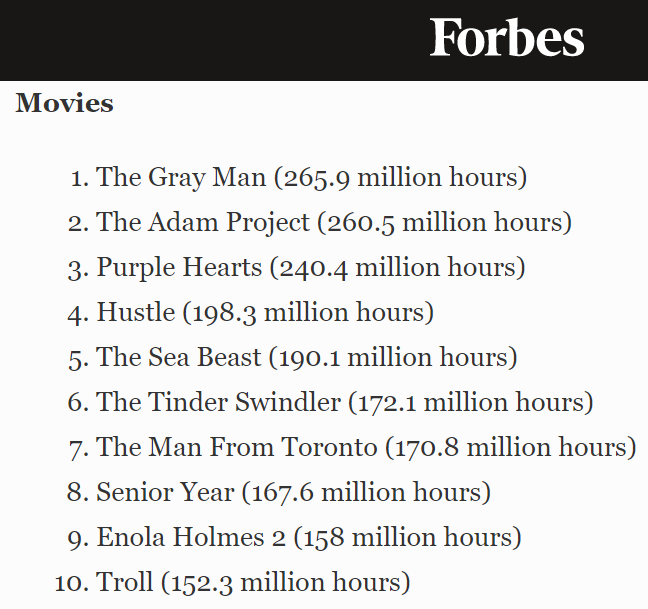 Forbes
Movies
1. The Gray Man (265.9 million hours)
2. The Adam Project (260.5 million hours)
3. Purple Hearts (240.4 million hours)
4. Hustle (198.3 million hours)
5. The Sea Beast (190.1 million hours)
6. The Tinder Swindler (172.1 million hours)
7. The Man From Toronto (170.8 million hours)
8. Senior Year (167.6 million hours)
9. Enola Holmes 2 (158 million hours)
10. Troll (152.3 million hours)